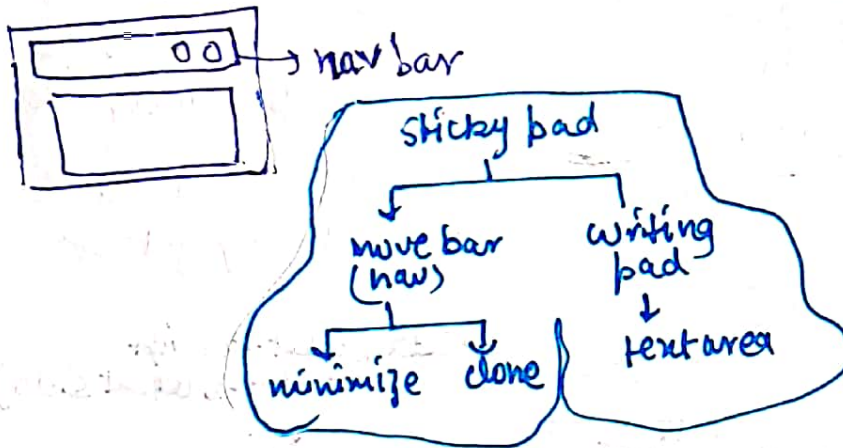 nav bar
sticky pad
move bar
(nav)
writing
pad
minimize
clone
textarea